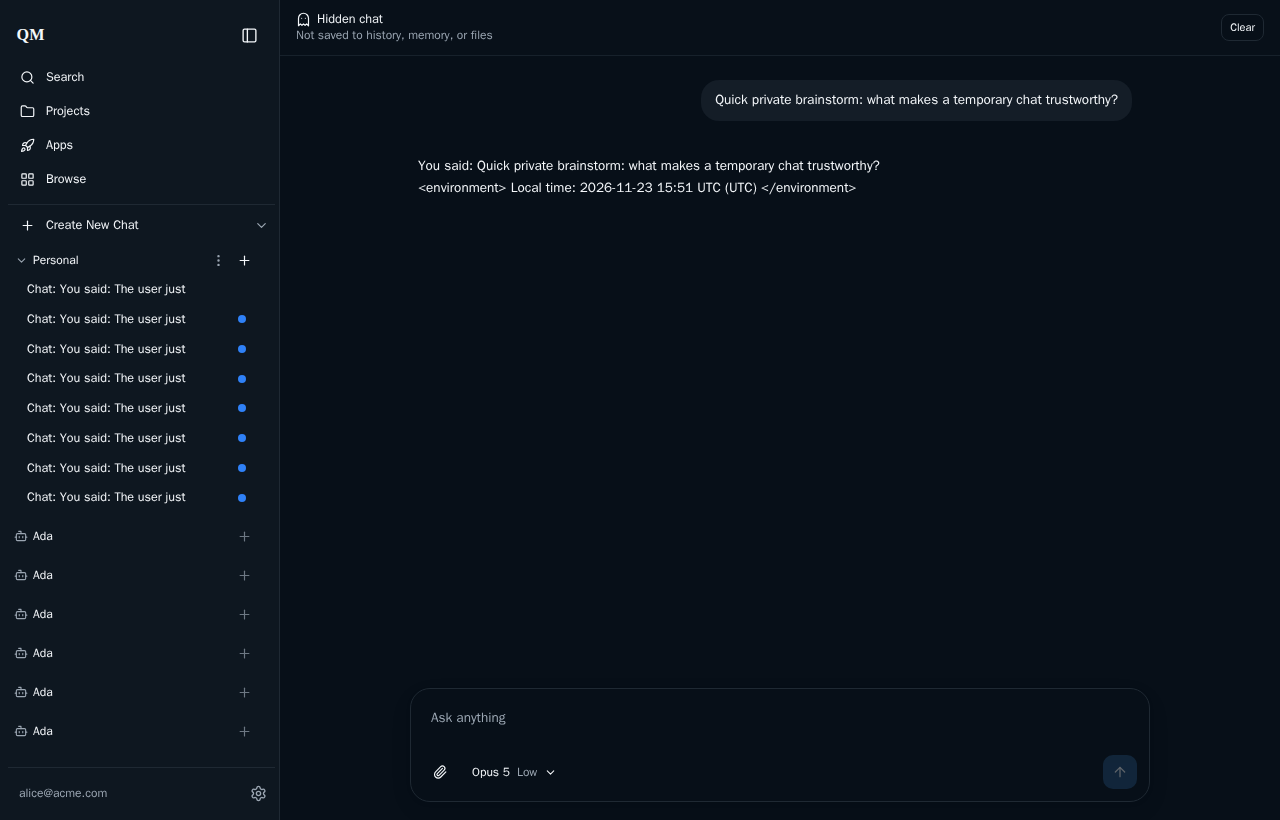 QM
Search
Projects
Apps
Browse
Create New Chat
Personal
Chat: You said: The user just
Chat: You said: The user just
Chat: You said: The user just
Chat: You said: The user just
Chat: You said: The user just
Chat: You said: The user just
Chat: You said: The user just
Chat: You said: The user just
Ada
Ada
Ada
Ada
Ada
Ada
alice@acme.com
Hidden chat
Not saved to history, memory, or files
Clear
Quick private brainstorm: what makes a temporary chat trustworthy?
You said: Quick private brainstorm: what makes a temporary chat trustworthy?
<environment> Local time: 2026-11-23 15:51 UTC (UTC) </environment>
Ask anything
Opus 5 Low